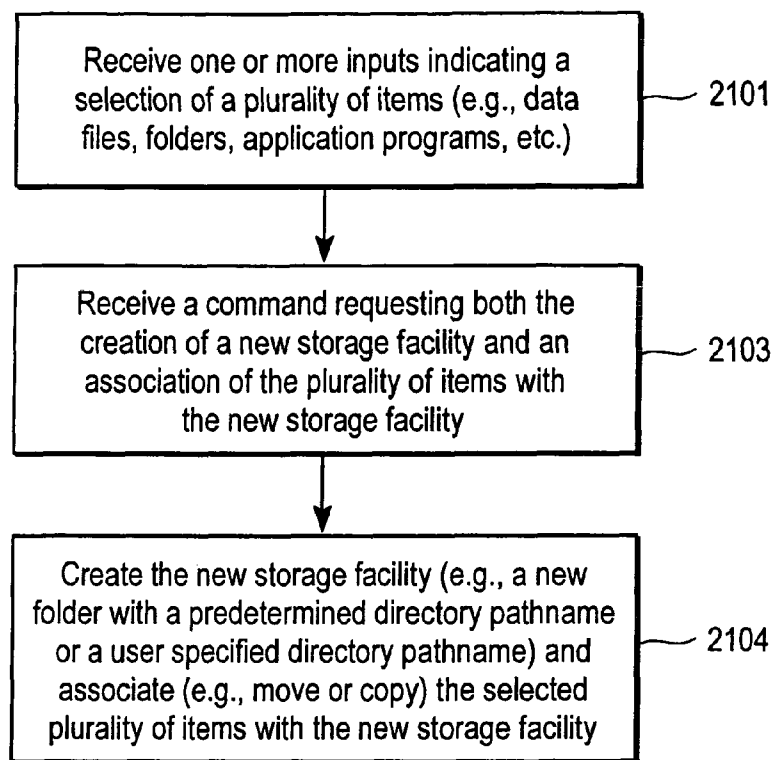 Receive one or more inputs indicating a
selection of a plurality of items (e.g., data
files, folders, application programs, etc.)
2101
Receive a command requesting both the
creation of a new storage facility and an
association of the plurality of items with
the new storage facility
2103
Create the new storage facility (e.g., a new
folder with a predetermined directory pathname
or a user specified directory pathname) and
associate (e.g., move or copy) the selected
plurality of items with the new storage facility
2104